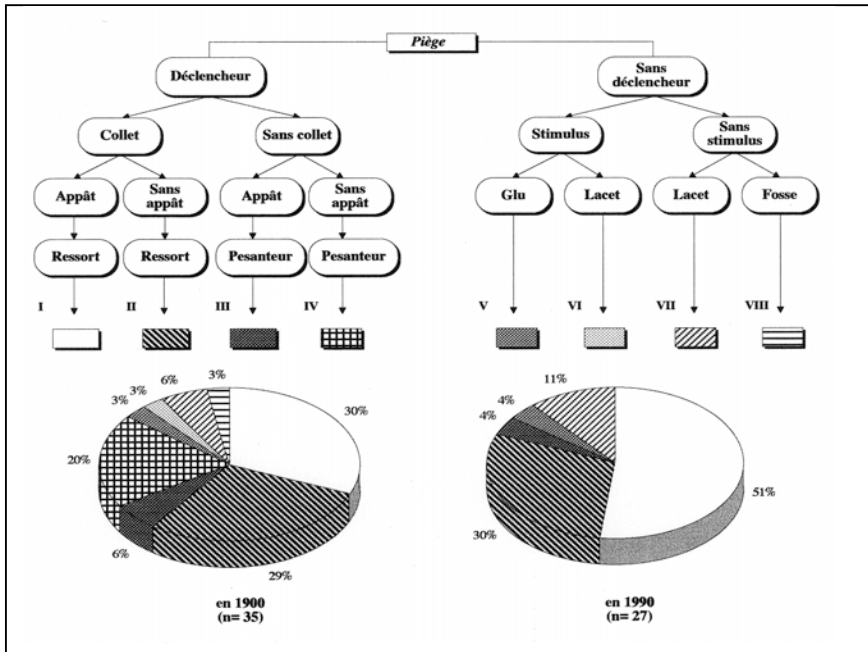 Piège
Déclencheur
Sans
déclencheur
Collet
Sans collet
Stimulus
Sans
stimulus
Appât
Sans
appât
Appât
Sans
appât
Glu
Lacet
Lacet
Fosse
Ressort
Ressort
Pesanteur
Pesanteur
I
II
III
IV
V
VI
VII
VIII
3%
3%
6%
3%
30%
20%
6%
29%
en 1900
(n= 35)
11%
4%
4%
51%
30%
en 1990
(n= 27)